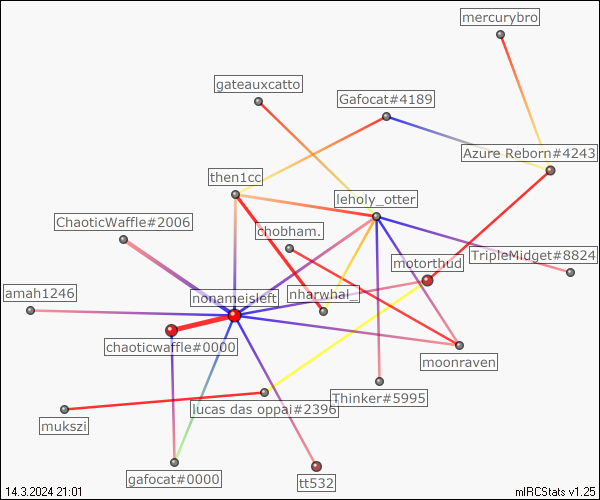 mercurybro
gateauxcatto
Gafocat#4189
Azure Reborn#4243
then1cc
leholy_otter
ChaoticWaffle#2006
chobham.
motorthud
TripleMidget#8824
amah1246
nonameisleft
nharwhal_
chaoticwaffle#0000
moonraven
Thinker#5995
lucas das oppai#2396
mukszi
gafocat#0000
tt532
14.3.2024 21:01
mIRCStats v1.25